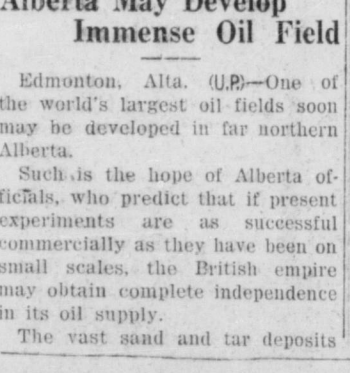 Alberta May Develop
Immense Oil Field
Edmonton, Alta. (U.P.)—One of
the world's largest oil fields soon
may be developed in far northern
Alberta.
Such is the hope of Alberta of-
ficials, who predict that if present
experiments are as successful
commercially as they have been on
small scales, the British empire
may obtain complete independence
in its oil supply.
The vast sand and tar deposits